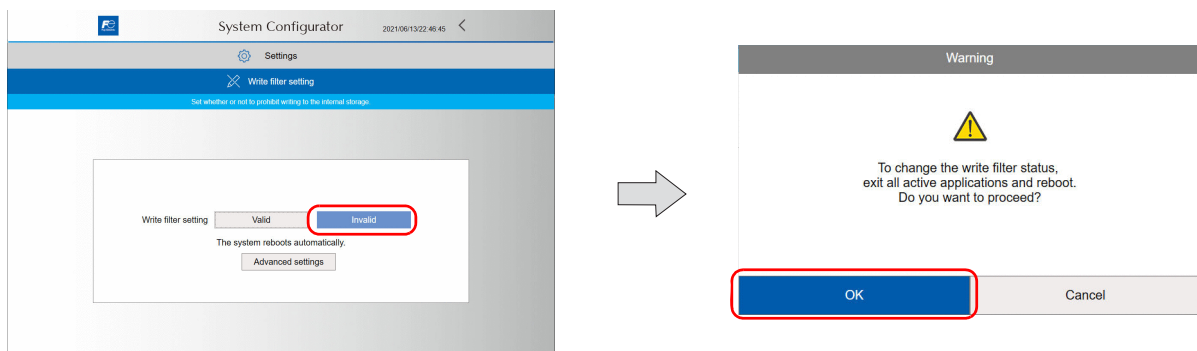 System Configurator
2021/06/13/22:46:45
Settings
Write filter setting
Set whether or not to prohibit writing to the internal storage
Write filter setting
Valid
Invalid
The system reboots automatically.
Advanced settings
Warning
To change the write filter status,
exit all active applications and reboot.
Do you want to proceed?
OK
Cancel